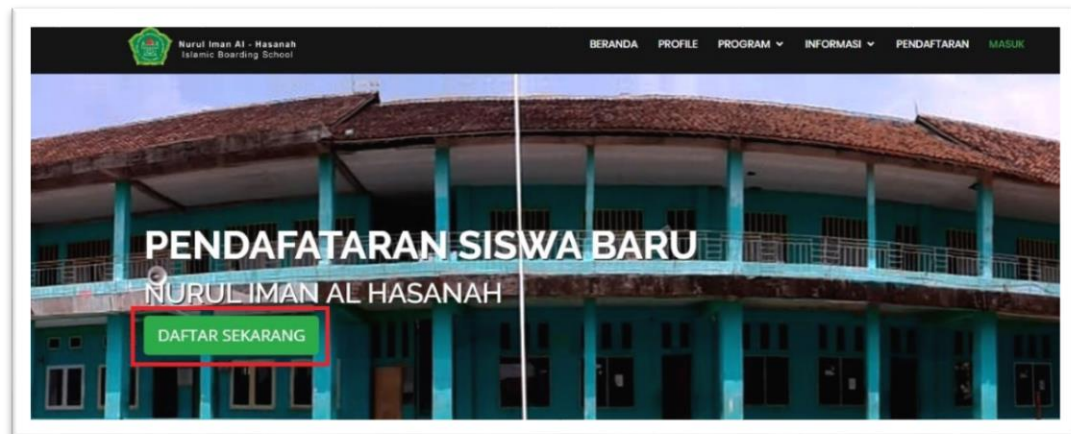 Nurul Iman Al - Hasanah
Islamic Boarding School
BERANDA PROFILE PROGRAM INFORMASI PENDAFTARAN MASUK
PENDAFATARAN SISWA BARU
NURUL IMAN AL HASANAH
DAFTAR SEKARANG